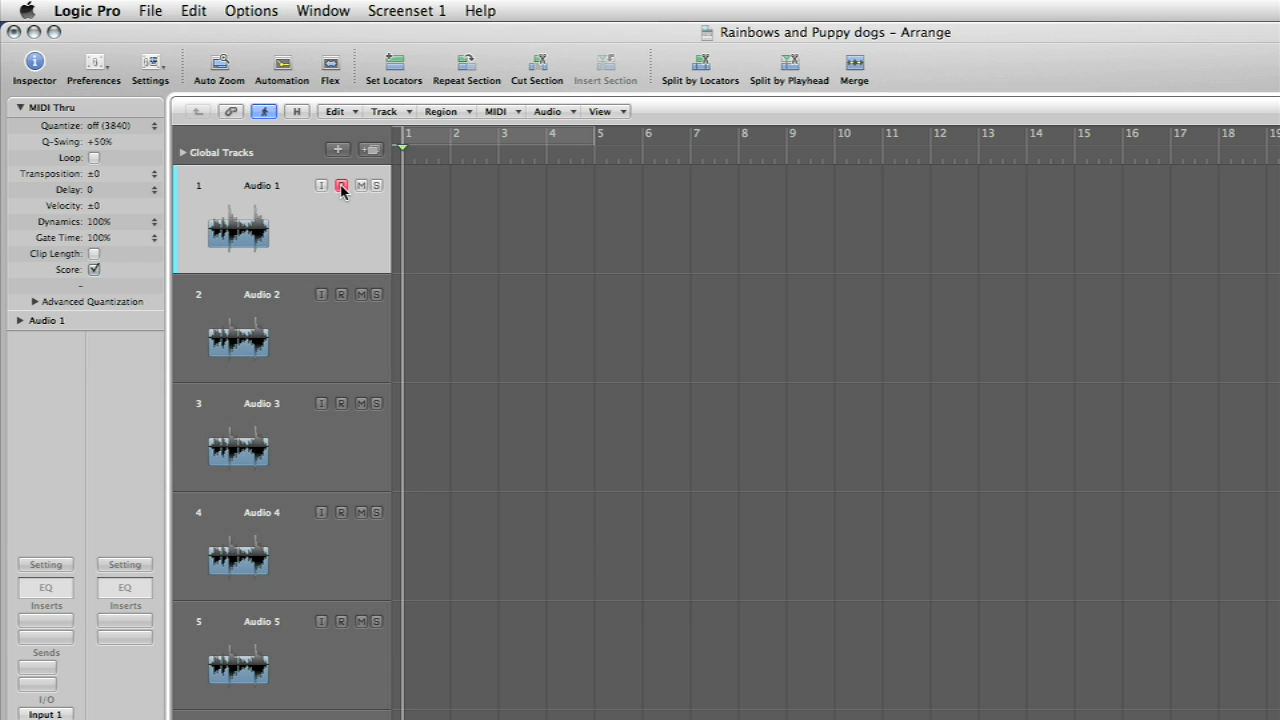 Logic Pro File Edit Options Window Screenset 1 Help
Rainbows and Puppy dogs - Arrange
Inspector Preferences Settings Auto Zoom Automation Flex Set Locators Repeat Section Cut Section Insert Section Split by Locators Split by Playhead Merge
MIDI Thru
H Edit Track Region MIDI Audio View
Quantize: off (3840)
Q-Swing: +50%
Loop:
Transposition: ±0
Delay: 0
Velocity: ±0
Dynamics: 100%
Gate Time: 100%
Clip Length:
Score:
–
Advanced Quantization
Audio 1
Global Tracks
1 2 3 4 5 6 7 8 9 10 11 12 13 14 15 16 17 18 19
1 Audio 1 I R M S
2 Audio 2 I R M S
3 Audio 3 I R M S
4 Audio 4 I R M S
5 Audio 5 I R M S
Setting Setting
EQ EQ
Inserts Inserts
Sends
I/O
Input 1